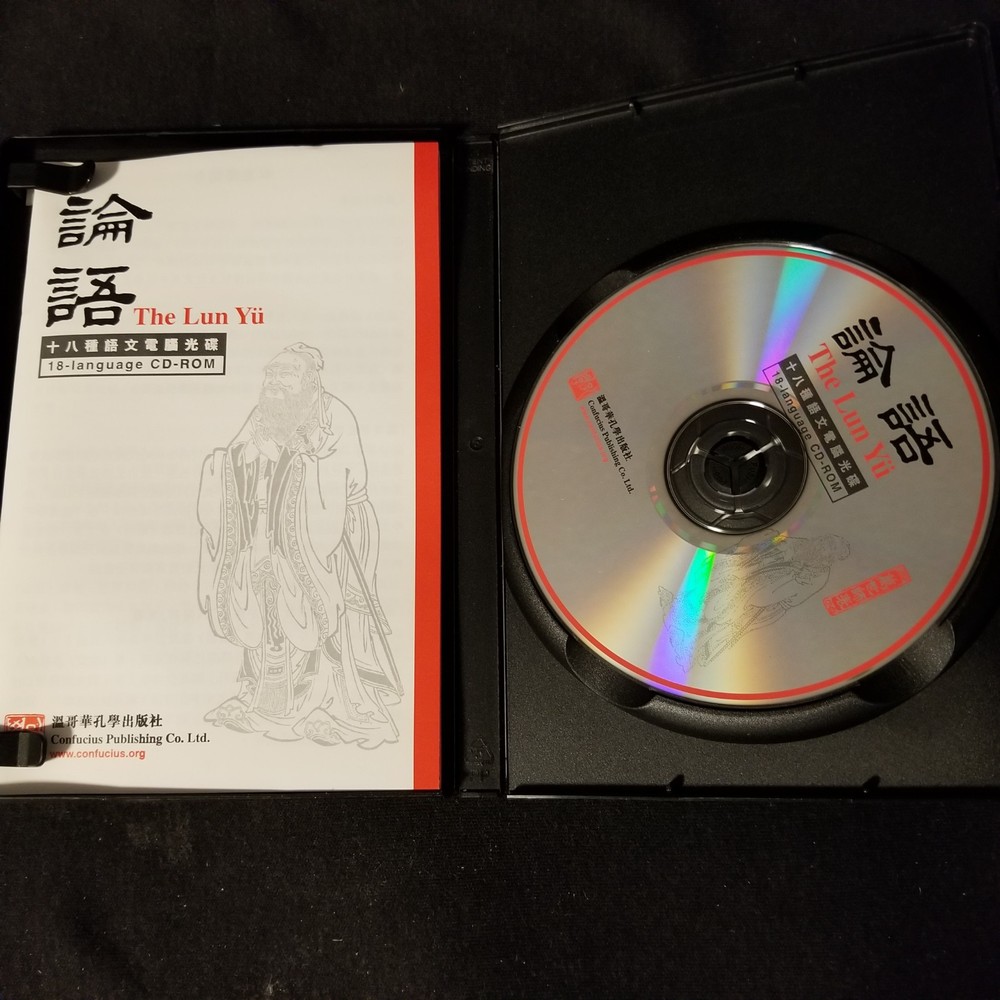 論
語
The Lun Yü
十八種語文電腦光碟
18-language CD-ROM
溫哥華孔學出版社
Confucius Publishing Co. Ltd.
www.confucius.org
論語
The Lun Yü
十八種語文電腦光碟
18-language CD-ROM
溫哥華孔學出版社
Confucius Publishing Co. Ltd.